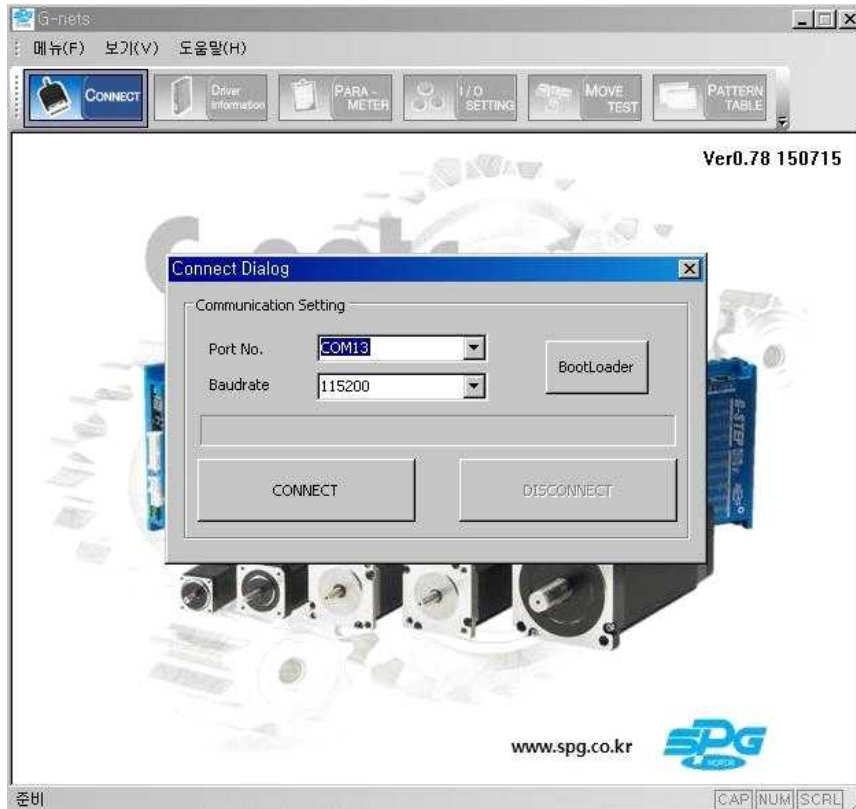 G-nets
메뉴(F) 보기(V) 도움말(H)
CONNECT
Driver
Information
PARA-
METER
I/O
SETTING
MOVE
TEST
PATTERN
TABLE
Ver0.78 150715
Connect Dialog
Communication Setting
Port No.
COM13
BootLoader
Baudrate
115200
CONNECT
DISCONNECT
G-STEP
www.spg.co.kr
SPG
MOTOR
준비
CAP NUM SCRL